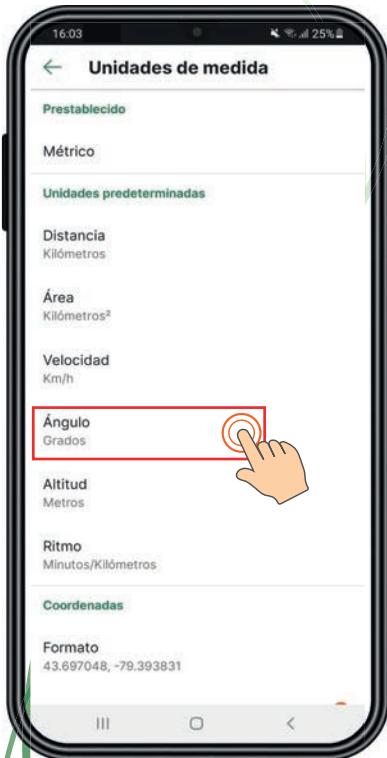 16:03 25%
Unidades de medida
Prestablecido
Métrico
Unidades predeterminadas
Distancia
Kilómetros
Área
Kilómetros²
Velocidad
Km/h
Ángulo
Grados
Altitud
Metros
Ritmo
Minutos/Kilómetros
Coordenadas
Formato
43.697048, -79.393831